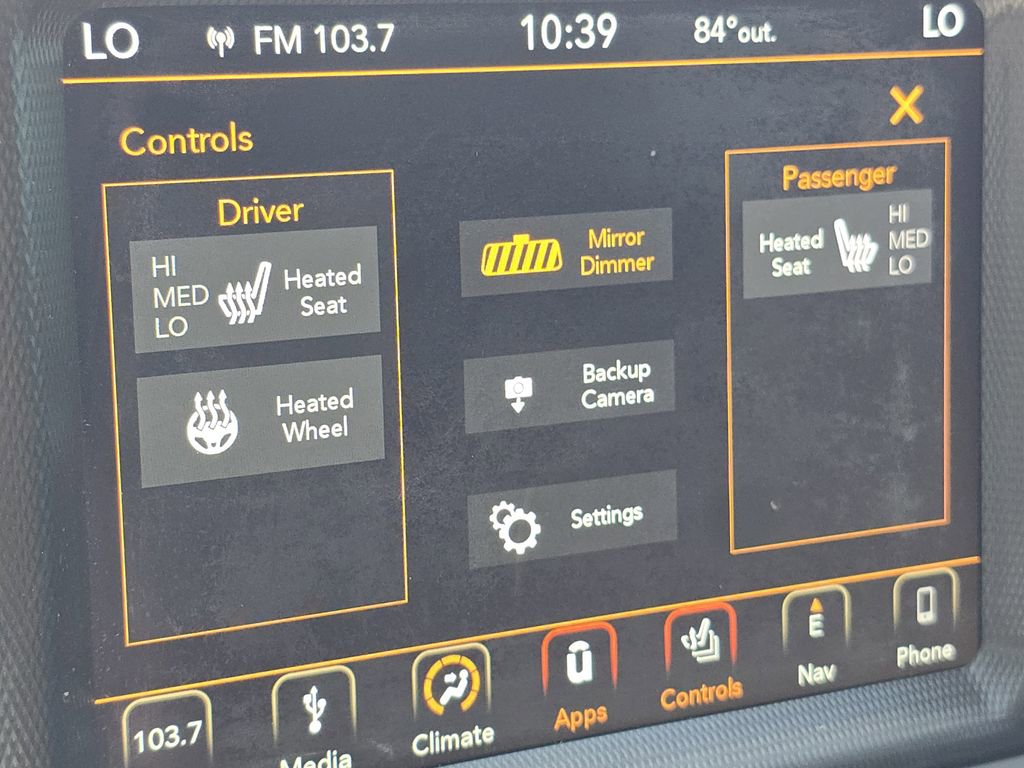 LO FM 103.7 10:39 84°out. LO
X
Controls
Driver
HI
MED
LO
Heated
Seat
Heated
Wheel
Mirror
Dimmer
Backup
Camera
Settings
Passenger
Heated
Seat
HI
MED
LO
103.7
Media
Climate
Apps
Controls
E
Nav
Phone